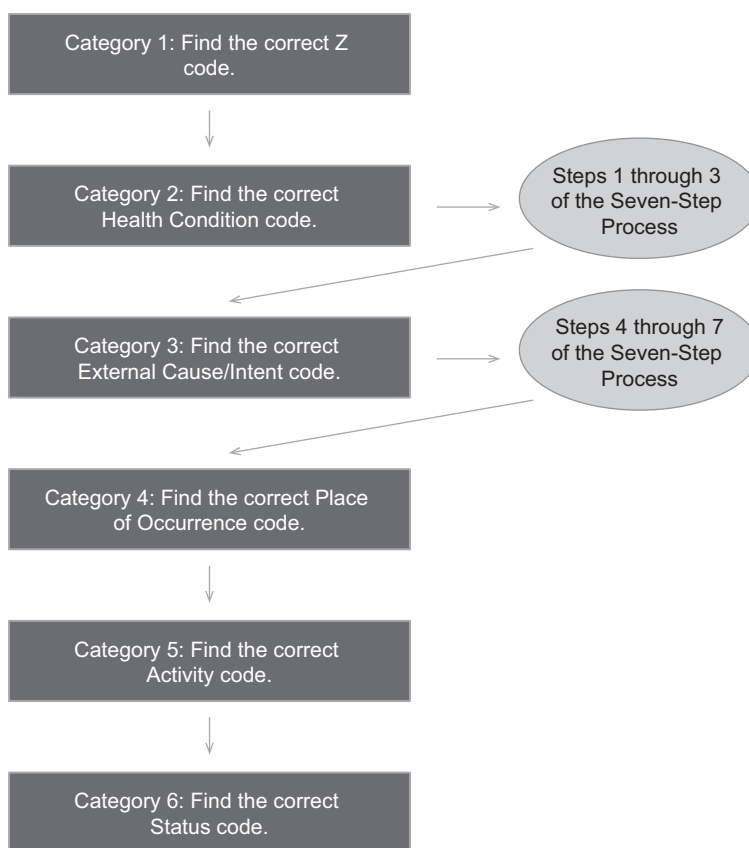 Category 1: Find the correct Z
code.
Category 2: Find the correct
Health Condition code.
Steps 1 through 3
of the Seven-Step
Process
Category 3: Find the correct
External Cause/Intent code.
Steps 4 through 7
of the Seven-Step
Process
Category 4: Find the correct Place
of Occurrence code.
Category 5: Find the correct
Activity code.
Category 6: Find the correct
Status code.